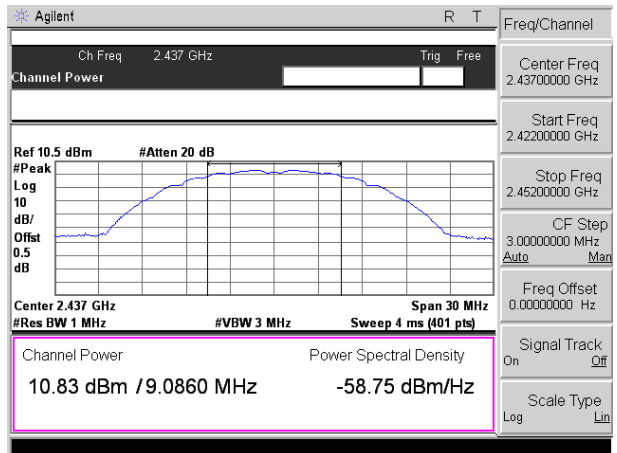 Agilent R T
Ch Freq 2.437 GHz Trig Free
Channel Power
Ref 10.5 dBm #Atten 20 dB
#Peak
Log
10
dB/
Offst
0.5
dB
Center 2.437 GHz Span 30 MHz
#Res BW 1 MHz #VBW 3 MHz Sweep 4 ms (401 pts)
Channel Power Power Spectral Density
10.83 dBm / 9.0860 MHz -58.75 dBm/Hz
Freq/Channel
Center Freq
2.43700000 GHz
Start Freq
2.42200000 GHz
Stop Freq
2.45200000 GHz
CF Step
3.00000000 MHz
Auto Man
Freq Offset
0.00000000 Hz
Signal Track
On Off
Scale Type
Log Lin